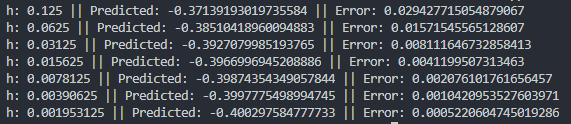 h: 0.125 || Predicted: -0.37139193019735584 || Error: 0.029427715054879067
h: 0.0625 || Predicted: -0.38510418960094883 || Error: 0.01571545565128607
h: 0.03125 || Predicted: -0.3927079985193765 || Error: 0.008111646732858413
h: 0.015625 || Predicted: -0.3966996945208886 || Error: 0.0041199507313463
h: 0.0078125 || Predicted: -0.39874354349057844 || Error: 0.002076101761656457
h: 0.00390625 || Predicted: -0.3997775498994745 || Error: 0.0010420953527603971
h: 0.001953125 || Predicted: -0.400297584777733 || Error: 0.0005220604745019286